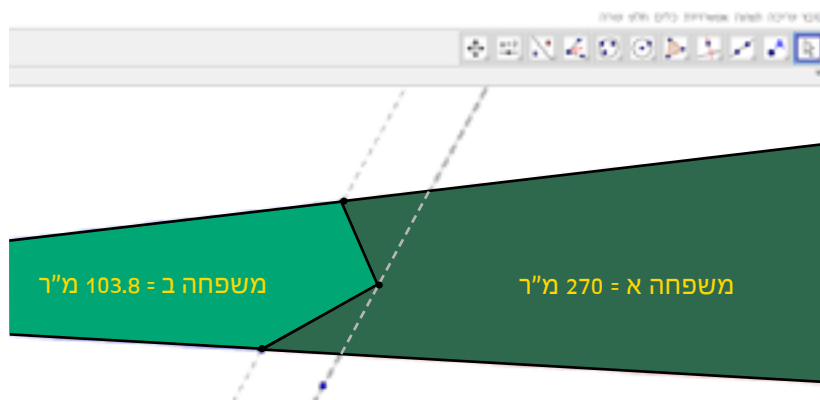 משפחה ב = 103.8 מ"ר
משפחה א = 270 מ"ר